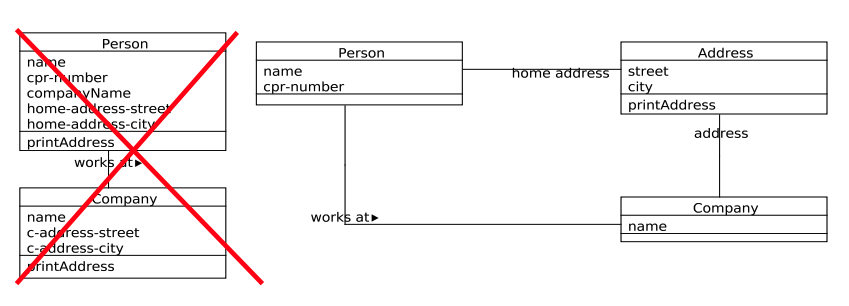 Person
name
cpr-number
companyName
home-address-street
home-address-city
printAddress
works at▶
Company
name
c-address-street
c-address-city
printAddress
Person
name
cpr-number
home address
Address
street
city
printAddress
address
works at▶
Company
name